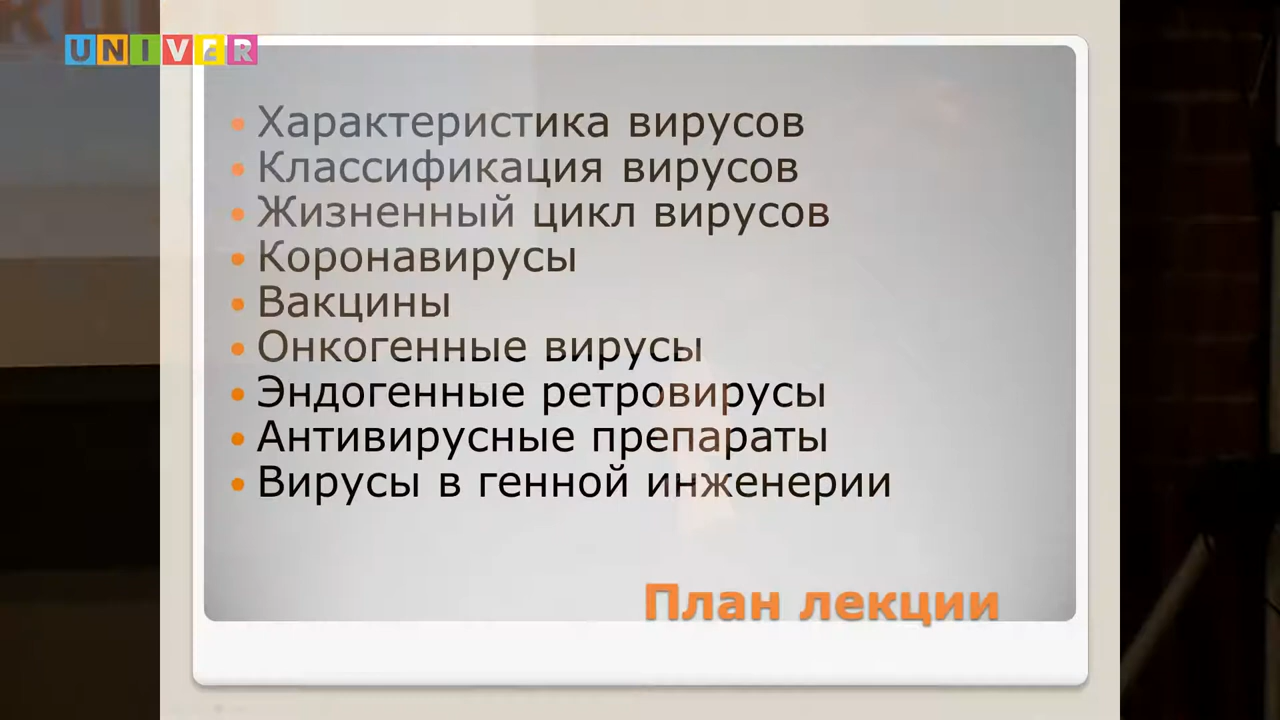 UNIVER
Характеристика вирусов
Классификация вирусов
Жизненный цикл вирусов
Коронавирусы
Вакцины
Онкогенные вирусы
Эндогенные ретровирусы
Антивирусные препараты
Вирусы в генной инженерии
План лекции